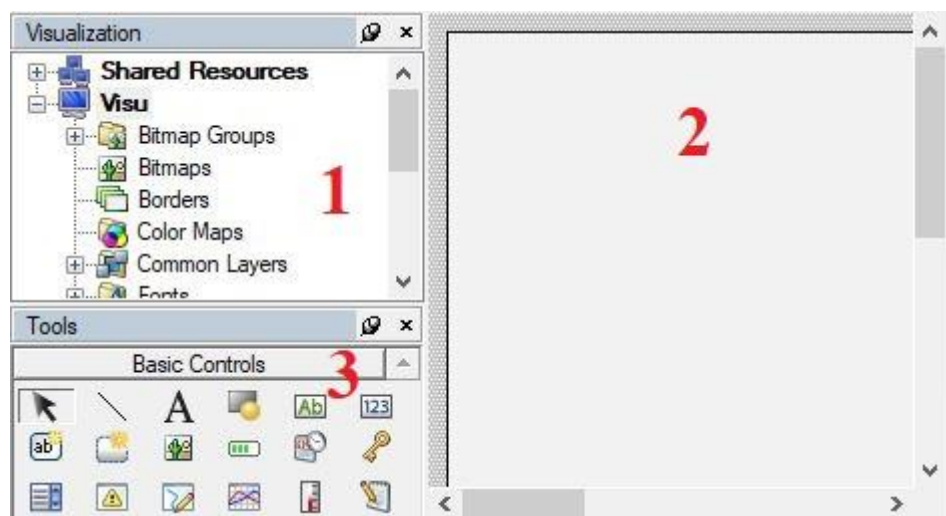 Visualization
Shared Resources
Visu
Bitmap Groups
Bitmaps
1
Borders
Color Maps
Common Layers
Fonts
2
Tools
Basic Controls
3
A
Ab
123
ab